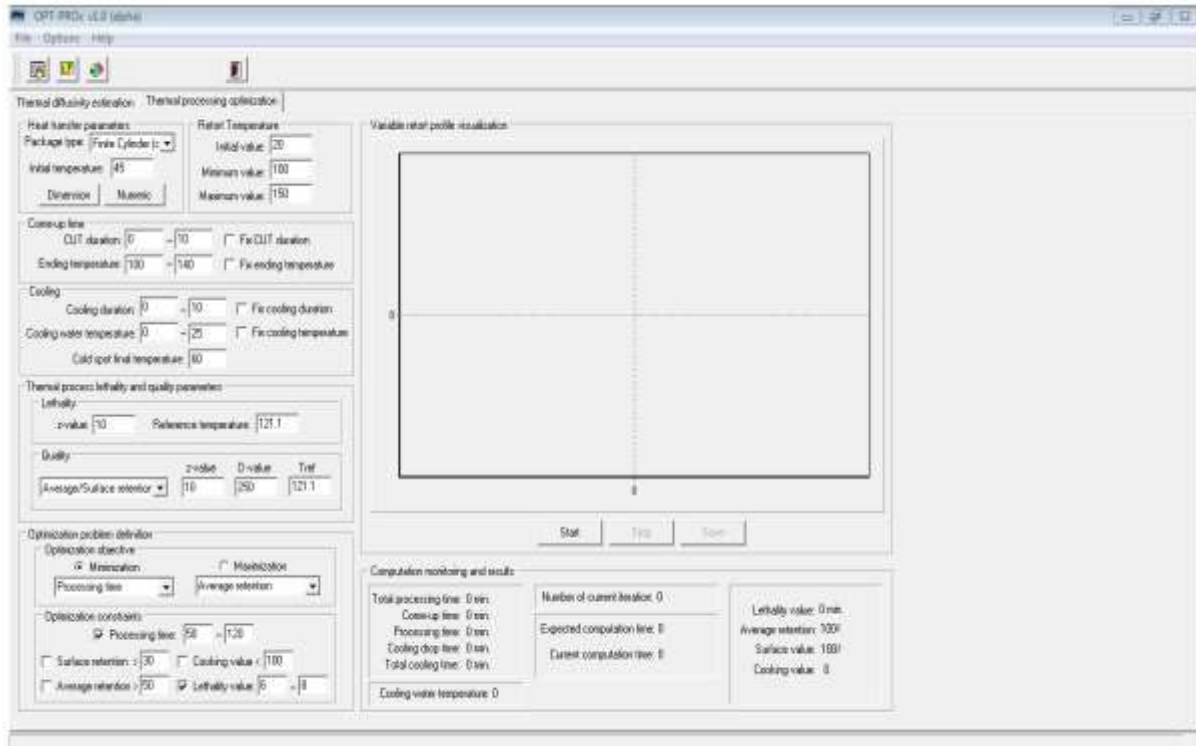 OPT-PROx v1.0 (alpha)
File Options Help
Thermal diffusivity estimation Thermal processing optimization
Heat transfer parameters
Package type: Finite Cylinder (c
Initial temperature: 45
Dimension Numeric
Retort Temperature
Initial value: 20
Minimum value: 100
Maximum value: 150
Come-up time
CUT duration: 0 – 10 Fix CUT duration
Ending temperature: 100 – 140 Fix ending temperature
Cooling
Cooling duration: 0 – 10 Fix cooling duration
Cooling water temperature: 0 – 25 Fix cooling temperature
Cold spot final temperature: 60
Thermal process lethality and quality parameters
Lethality
z-value: 10 Reference temperature: 121.1
Quality
z-value D-value Tref
Average/Surface retention 10 250 121.1
Optimization problem definition
Optimization objective
Minimization Maximization
Processing time Average retention
Optimization constraints
Processing time: 50 – 120
Surface retention > 30 Cooking value < 100
Average retention > 50 Lethality value: 6 – 8
Variable retort profile visualization
0
0
Start Stop Save
Computation monitoring and results
Total processing time: 0 min.
Come-up time: 0 min.
Processing time: 0 min.
Cooling drop time: 0 min.
Total cooling time: 0 min.
Cooling water temperature: 0
Number of current iteration: 0
Expected computation time: 0
Current computation time: 0
Lethality value: 0 min.
Average retention: 100%
Surface value: 100%
Cooking value: 0